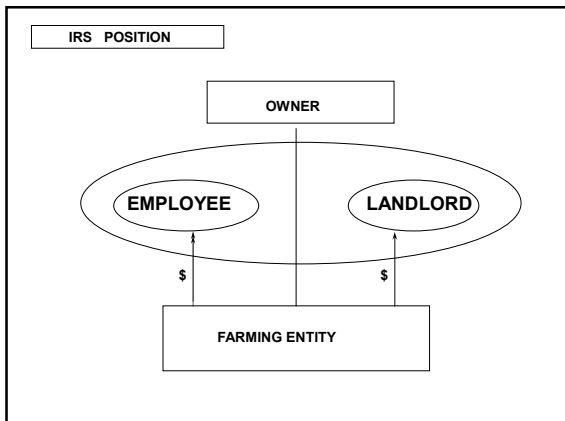 IRS POSITION
OWNER
EMPLOYEE
LANDLORD
$
$
FARMING ENTITY